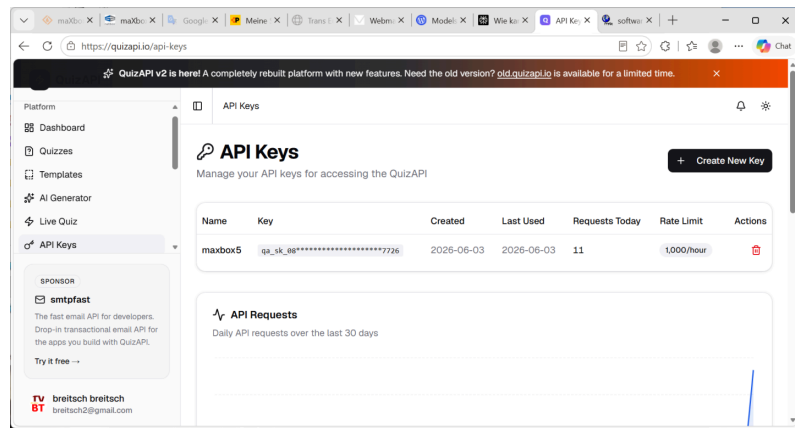 maXbo
maXbo
Google
Meine
Trans
Webma
Models
Wie ka
API Key
softwa
https://quizapi.io/api-keys
Chat
QuizAPI v2 is here! A completely rebuilt platform with new features. Need the old version? old.quizapi.io is available for a limited time.
Platform
API Keys
Dashboard
Quizzes
Templates
AI Generator
Live Quiz
API Keys
SPONSOR
smtpfast
The fast email API for developers.
Drop-in transactional email API for
the apps you build with QuizAPI.
Try it free →
TV
BT
breitsch breitsch
breitsch2@gmail.com
API Keys
Manage your API keys for accessing the QuizAPI
+ Create New Key
Name Key Created Last Used Requests Today Rate Limit Actions
maxbox5 qa_sk_08********************7726 2026-06-03 2026-06-03 11 1,000/hour
API Requests
Daily API requests over the last 30 days